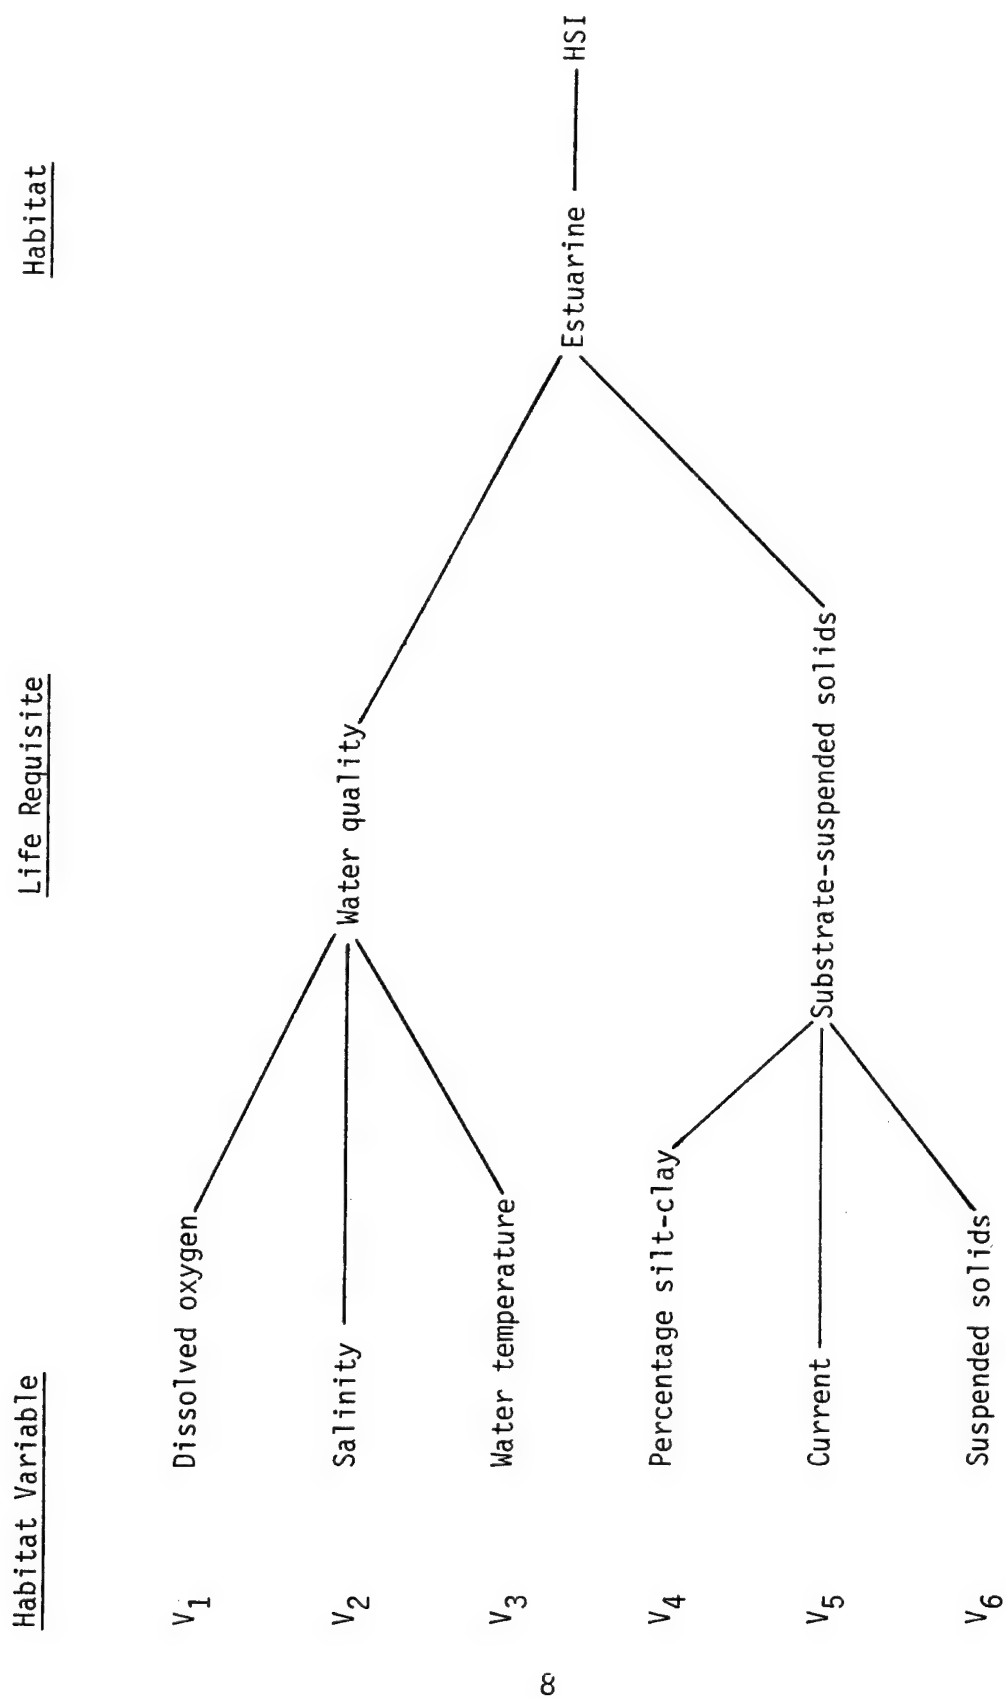 Habitat Variable
Life Requisite
Habitat
V1 Dissolved oxygen
V2 Salinity
V3 Water temperature
Water quality
V4 Percentage silt-clay
V5 Current
V6 Suspended solids
Substrate-suspended solids
Estuarine
HSI
8